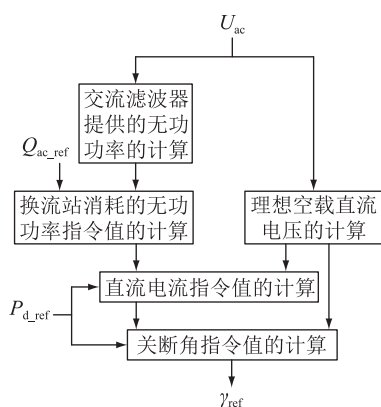 U_ac
交流滤波器
提供的无功
功率的计算
Q_ac_ref
换流站消耗的无功
功率指令值的计算
理想空载直流
电压的计算
直流电流指令值的计算
P_d_ref
关断角指令值的计算
γ_ref